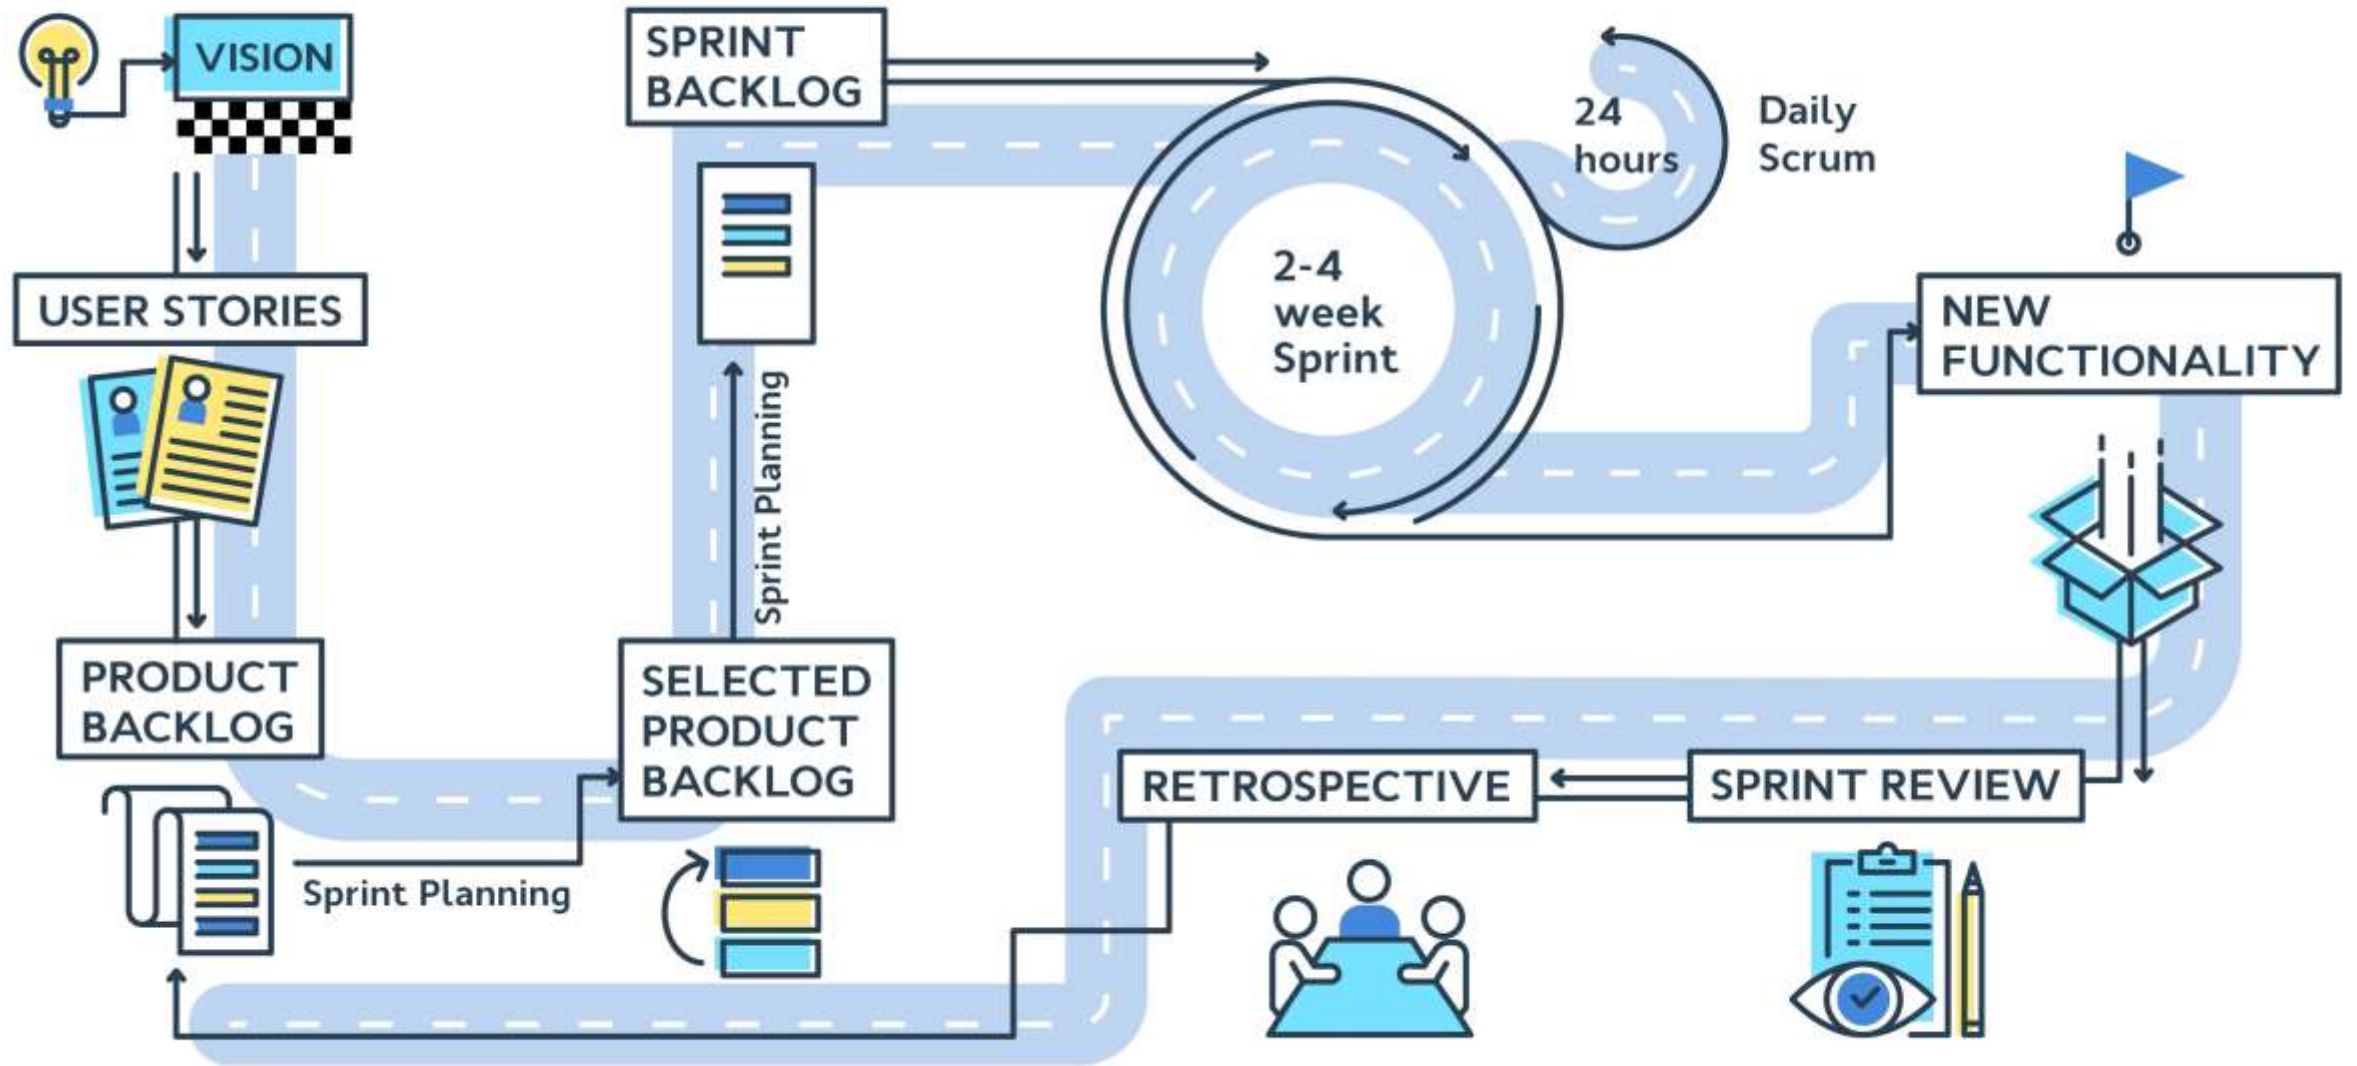 VISION
USER STORIES
PRODUCT
BACKLOG
Sprint Planning
SELECTED
PRODUCT
BACKLOG
Sprint Planning
SPRINT
BACKLOG
2-4
week
Sprint
24
hours
Daily
Scrum
NEW
FUNCTIONALITY
SPRINT REVIEW
RETROSPECTIVE